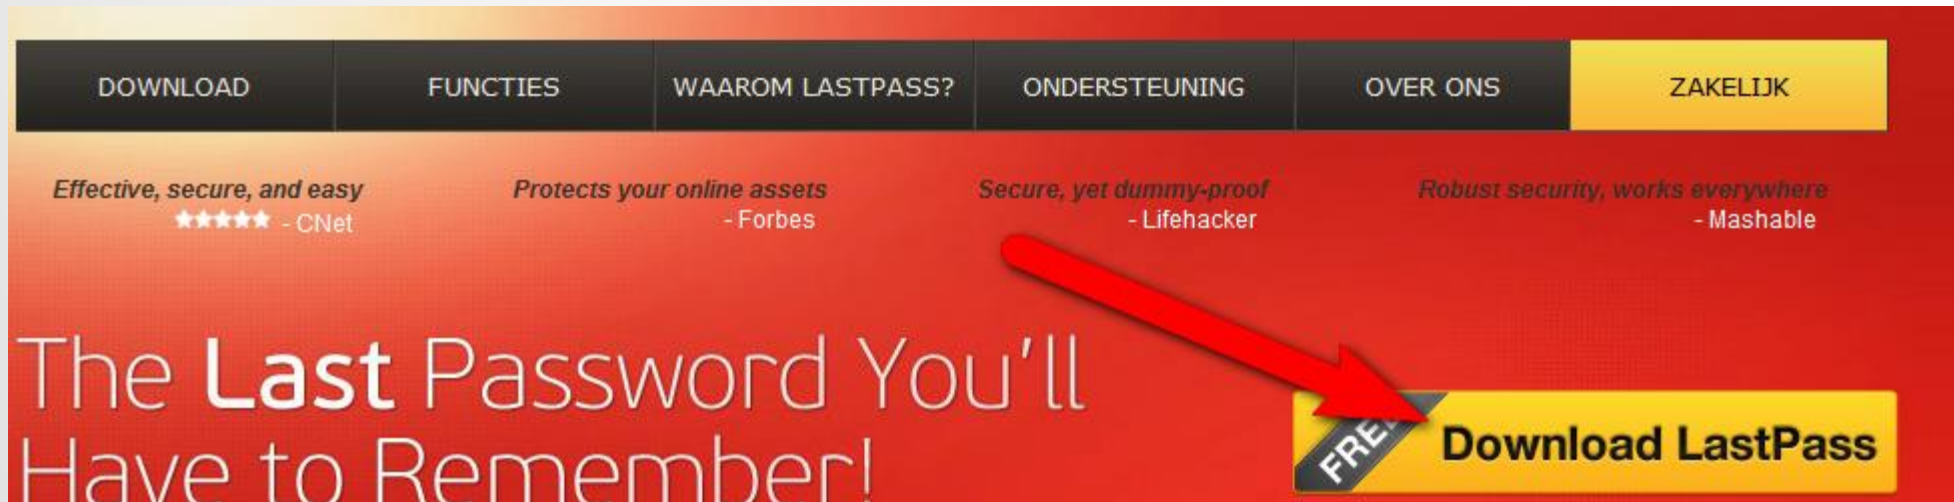 DOWNLOAD FUNCTIES WAAROM LASTPASS? ONDERSTEUNING OVER ONS ZAKELIJK
Effective, secure, and easy Protects your online assets Secure, yet dummy-proof Robust security, works everywhere
- CNet - Forbes - Lifehacker - Mashable
The Last Password You'll
Have to Remember!
FREE
Download LastPass